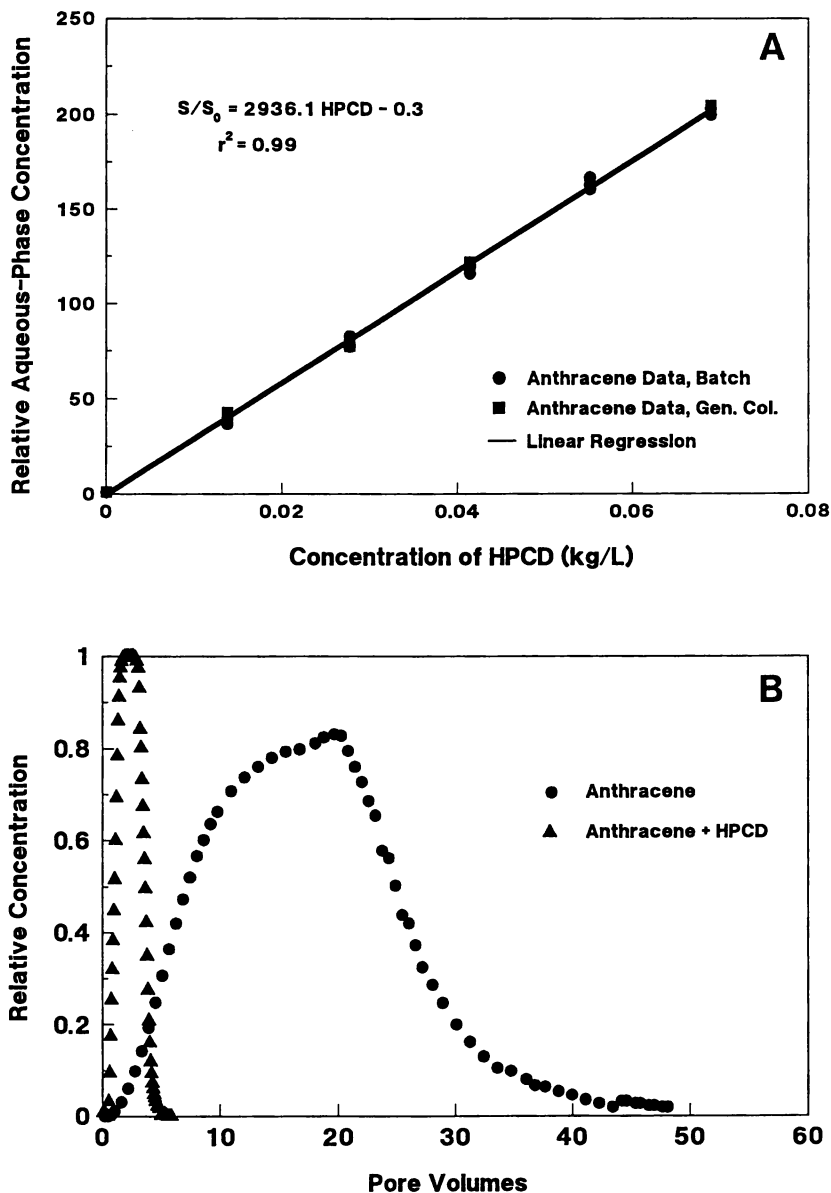 A
250
200
150
100
50
0
S/S0 = 2936.1 HPCD - 0.3
r2 = 0.99
Anthracene Data, Batch
Anthracene Data, Gen. Col.
Linear Regression
0 0.02 0.04 0.06 0.08
Concentration of HPCD (kg/L)
Relative Aqueous-Phase Concentration
B
1
0.8
0.6
0.4
0.2
0
Anthracene
Anthracene + HPCD
0 10 20 30 40 50 60
Pore Volumes
Relative Concentration